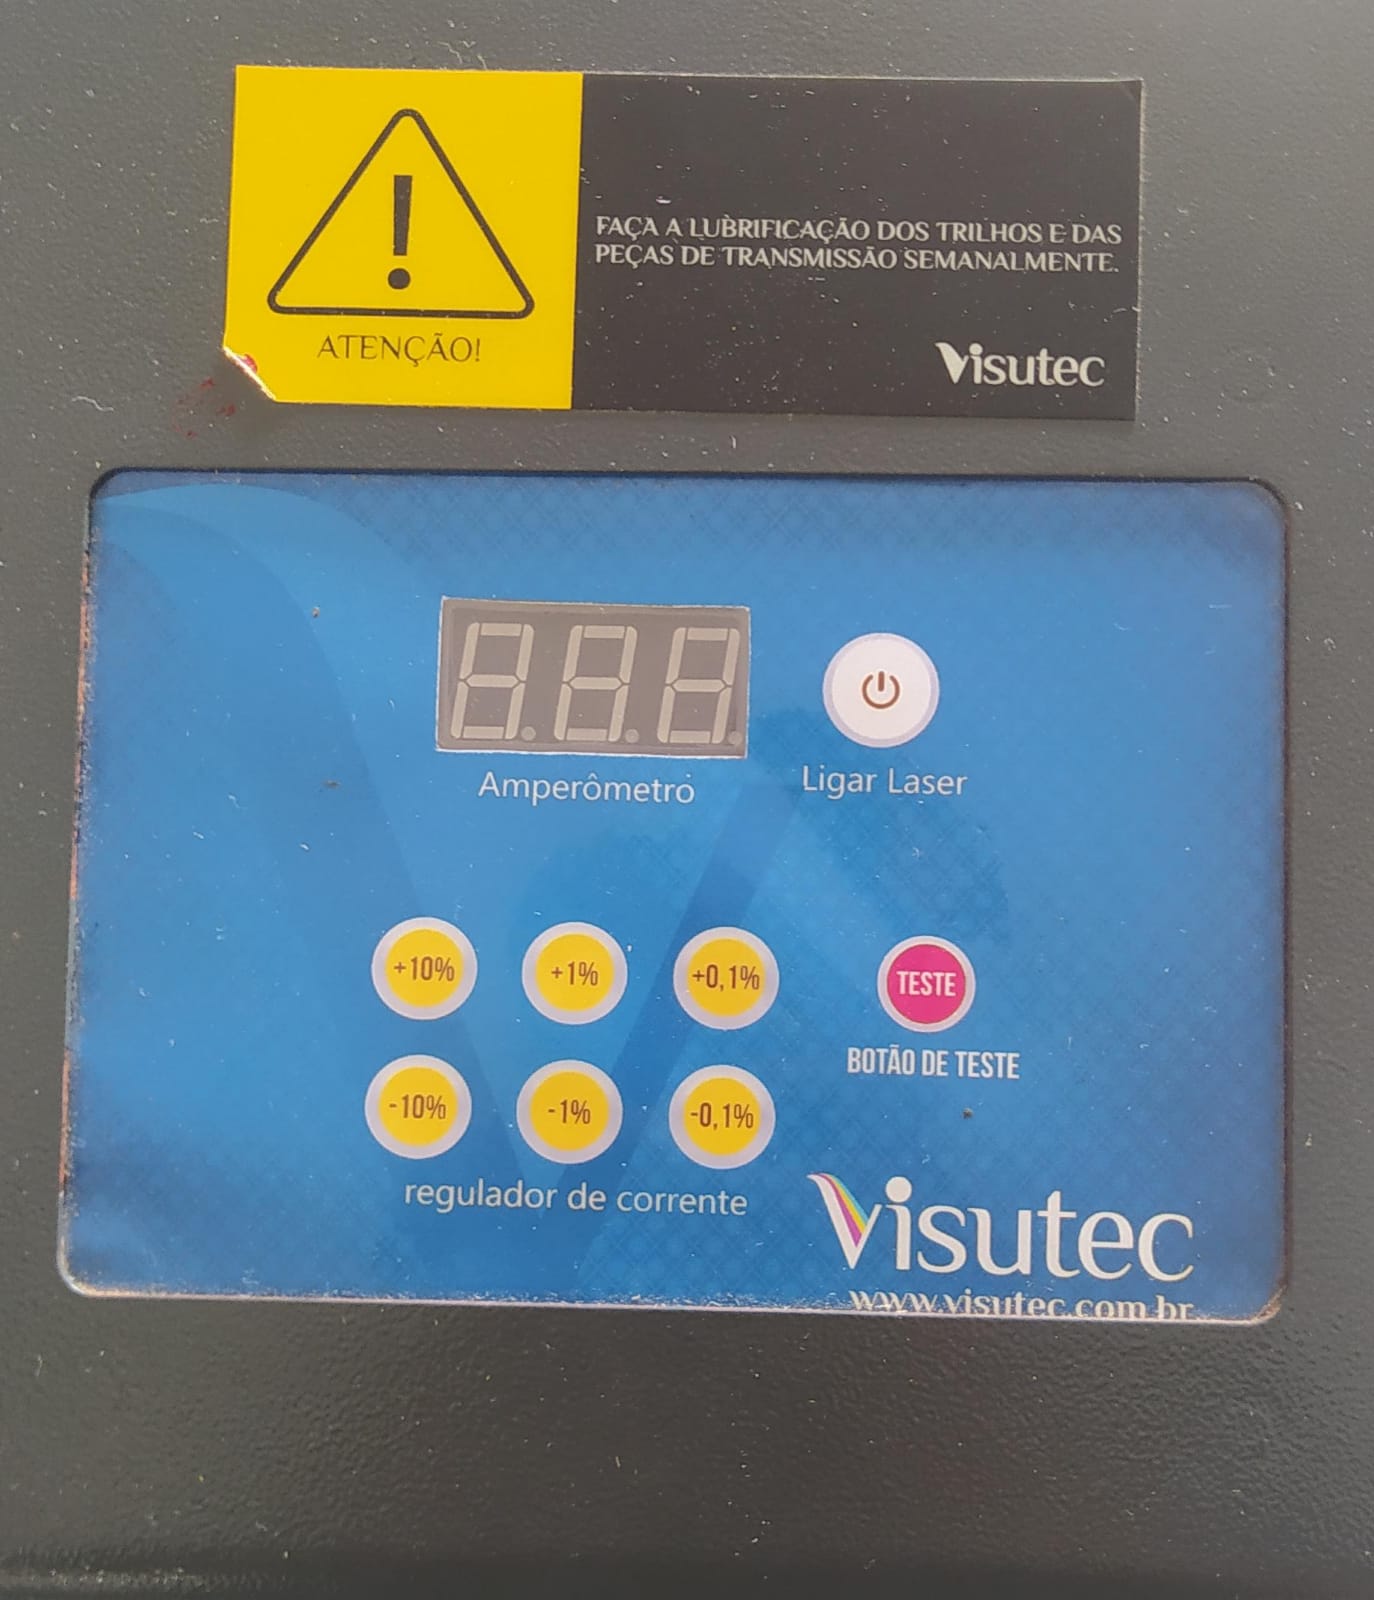 !
ATENÇÃO!
FAÇA A LUBRIFICAÇÃO DOS TRILHOS E DAS
PEÇAS DE TRANSMISSÃO SEMANALMENTE.
Visutec
Amperômetro
Ligar Laser
+10% +1% +0,1% TESTE
BOTÃO DE TESTE
-10% -1% -0,1%
regulador de corrente
Visutec
www.visutec.com.br